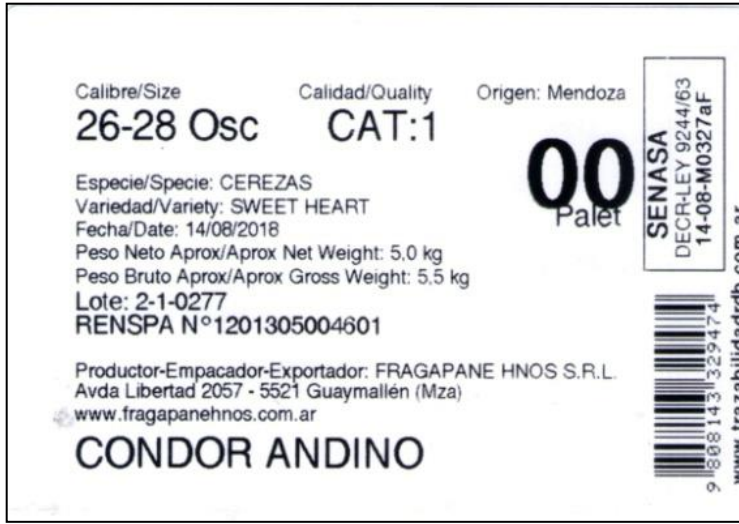 Calibre/Size
26-28 Osc
Calidad/Quality
CAT:1
Origen: Mendoza
00
Palet
Especie/Specie: CEREZAS
Variedad/Variety: SWEET HEART
Fecha/Date: 14/08/2018
Peso Neto Aprox/Aprox Net Weight: 5.0 kg
Peso Bruto Aprox/Aprox Gross Weight: 5.5 kg
Lote: 2-1-0277
RENSPA N°1201305004601
Productor-Empacador-Exportador: FRAGAPANE HNOS S.R.L.
Avda Libertad 2057 - 5521 Guaymallén (Mza)
www.fragapanehnos.com.ar
CONDOR ANDINO
SENASA
DECR-LEY 9244/63
14-08-M0327aF
9 808143 329474
www.trazabilidadrdb.com.ar